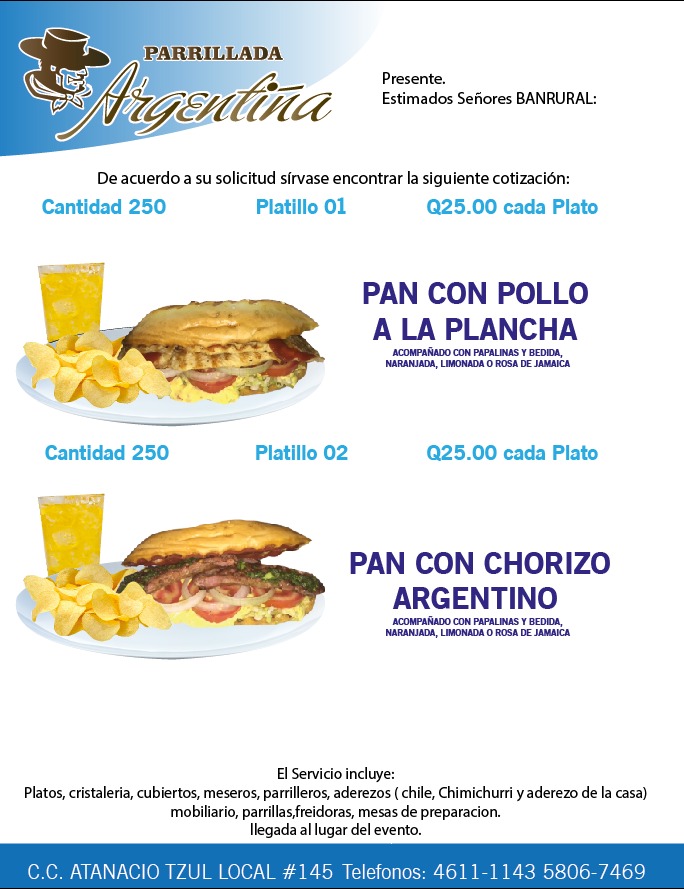 PARRILLADA
Argentina
Presente.
Estimados Señores BANRURAL:
De acuerdo a su solicitud sírvase encontrar la siguiente cotización:
Cantidad 250 Platillo 01 Q25.00 cada Plato
PAN CON POLLO
A LA PLANCHA
ACOMPAÑADO CON PAPALINAS Y BEDIDA,
NARANJADA, LIMONADA O ROSA DE JAMAICA
Cantidad 250 Platillo 02 Q25.00 cada Plato
PAN CON CHORIZO
ARGENTINO
ACOMPAÑADO CON PAPALINAS Y BEDIDA,
NARANJADA, LIMONADA O ROSA DE JAMAICA
El Servicio incluye:
Platos, cristaleria, cubiertos, meseros, parrilleros, aderezos ( chile, Chimichurri y aderezo de la casa)
mobiliario, parrillas,freidoras, mesas de preparacion.
llegada al lugar del evento.
C.C. ATANACIO TZUL LOCAL #145 Telefonos: 4611-1143 5806-7469